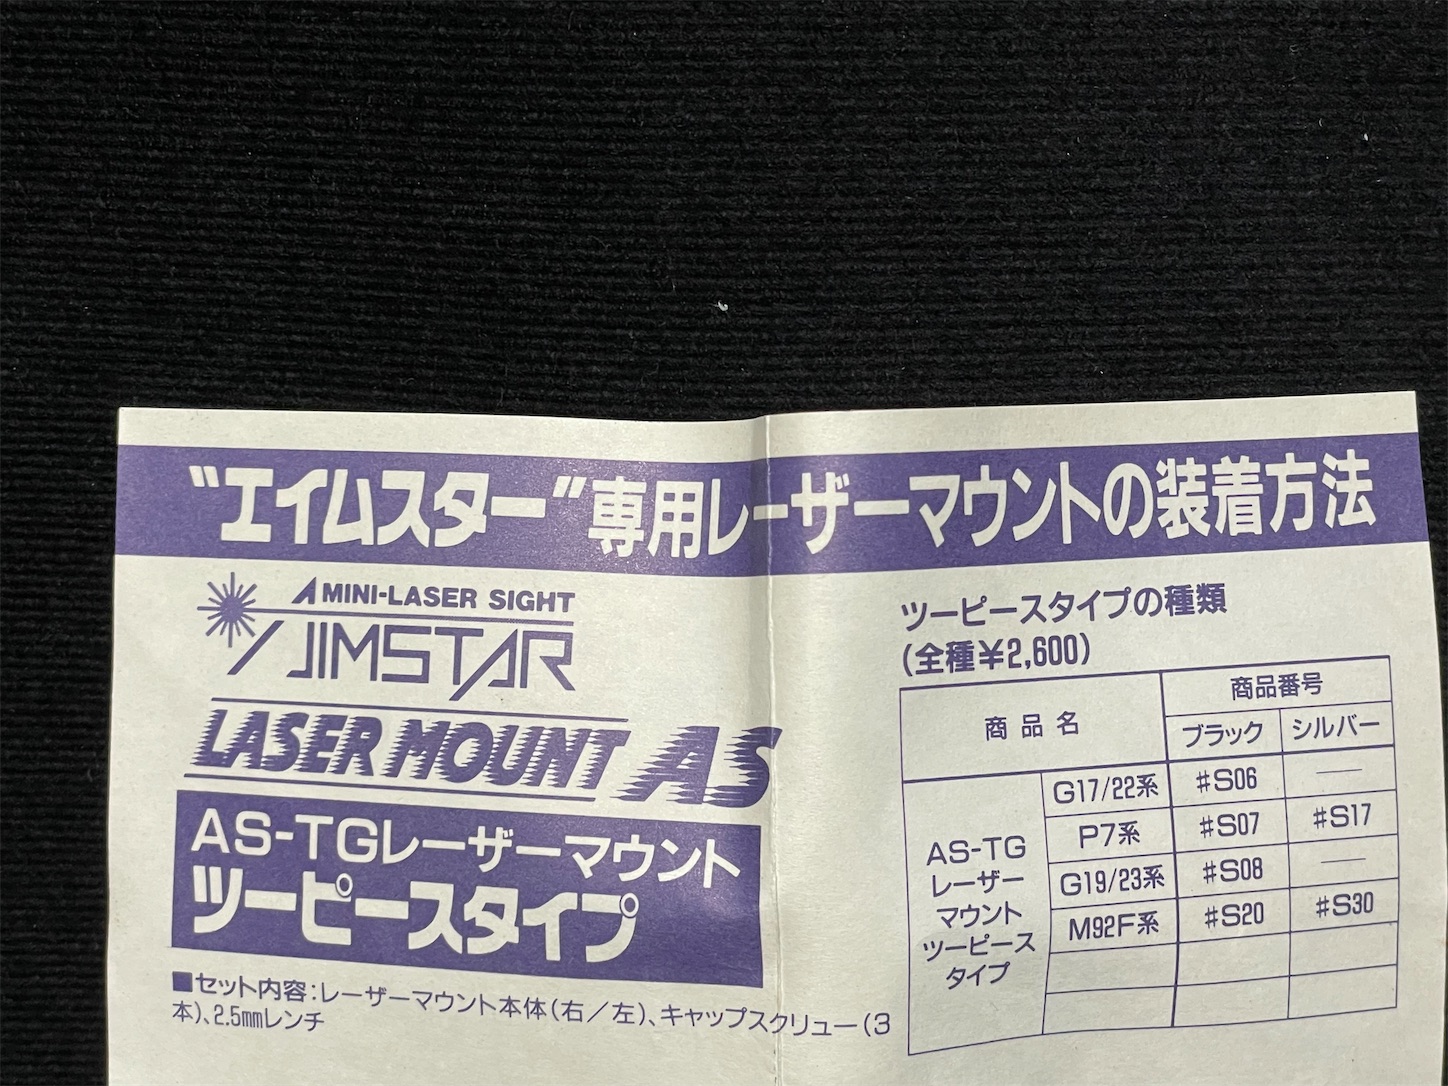 “エイムスター”専用レーザーマウントの装着方法
A MINI-LASER SIGHT
AIMSTAR
LASER MOUNT AS
AS-TGレーザーマウント
ツーピースタイプ
■セット内容:レーザーマウント本体(右/左)、キャップスクリュー(3
本)、2.5mmレンチ
ツーピースタイプの種類
(全種¥2,600)
商品名 商品番号
ブラック シルバー
AS-TG
レーザー
マウント
ツーピース
タイプ
G17/22系 #S06 —
P7系 #S07 #S17
G19/23系 #S08 —
M92F系 #S20 #S30